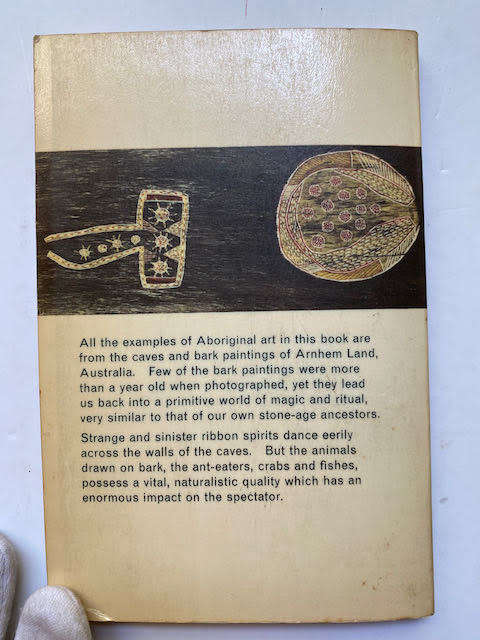 All the examples of Aboriginal art in this book are
from the caves and bark paintings of Arnhem Land,
Australia. Few of the bark paintings were more
than a year old when photographed, yet they lead
us back into a primitive world of magic and ritual,
very similar to that of our own stone-age ancestors.
Strange and sinister ribbon spirits dance eerily
across the walls of the caves. But the animals
drawn on bark, the ant-eaters, crabs and fishes,
possess a vital, naturalistic quality which has an
enormous impact on the spectator.